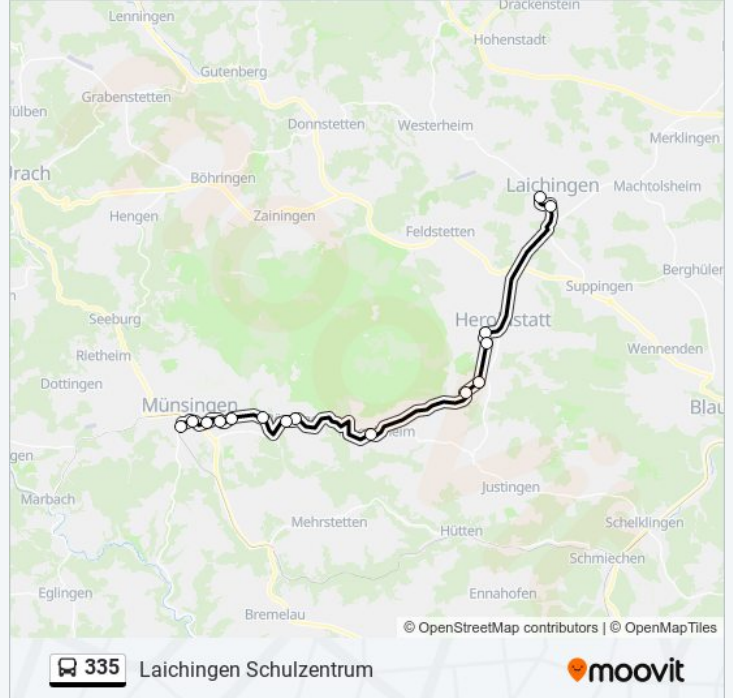 Drackenstein
Lenningen
Hohenstadt
Gutenberg
Grabenstetten
ülben
Donnstetten
Westerheim
Merklingen
Urach
Böhringen
Laichingen
Machtolsheim
Hengen
Zainingen
Feldstetten
Berghüler
Suppingen
Seeburg
Wennenden
Rietheim
Dottingen
Münsingen
Blau
heim
gen
Justingen
Marbach
Mehrstetten
Hütten
Schelklingen
Schmiechen
Eglingen
Ennahofen
Bremelau
© OpenStreetMap contributors | © OpenMapTiles
335 Laichingen Schulzentrum
moovit